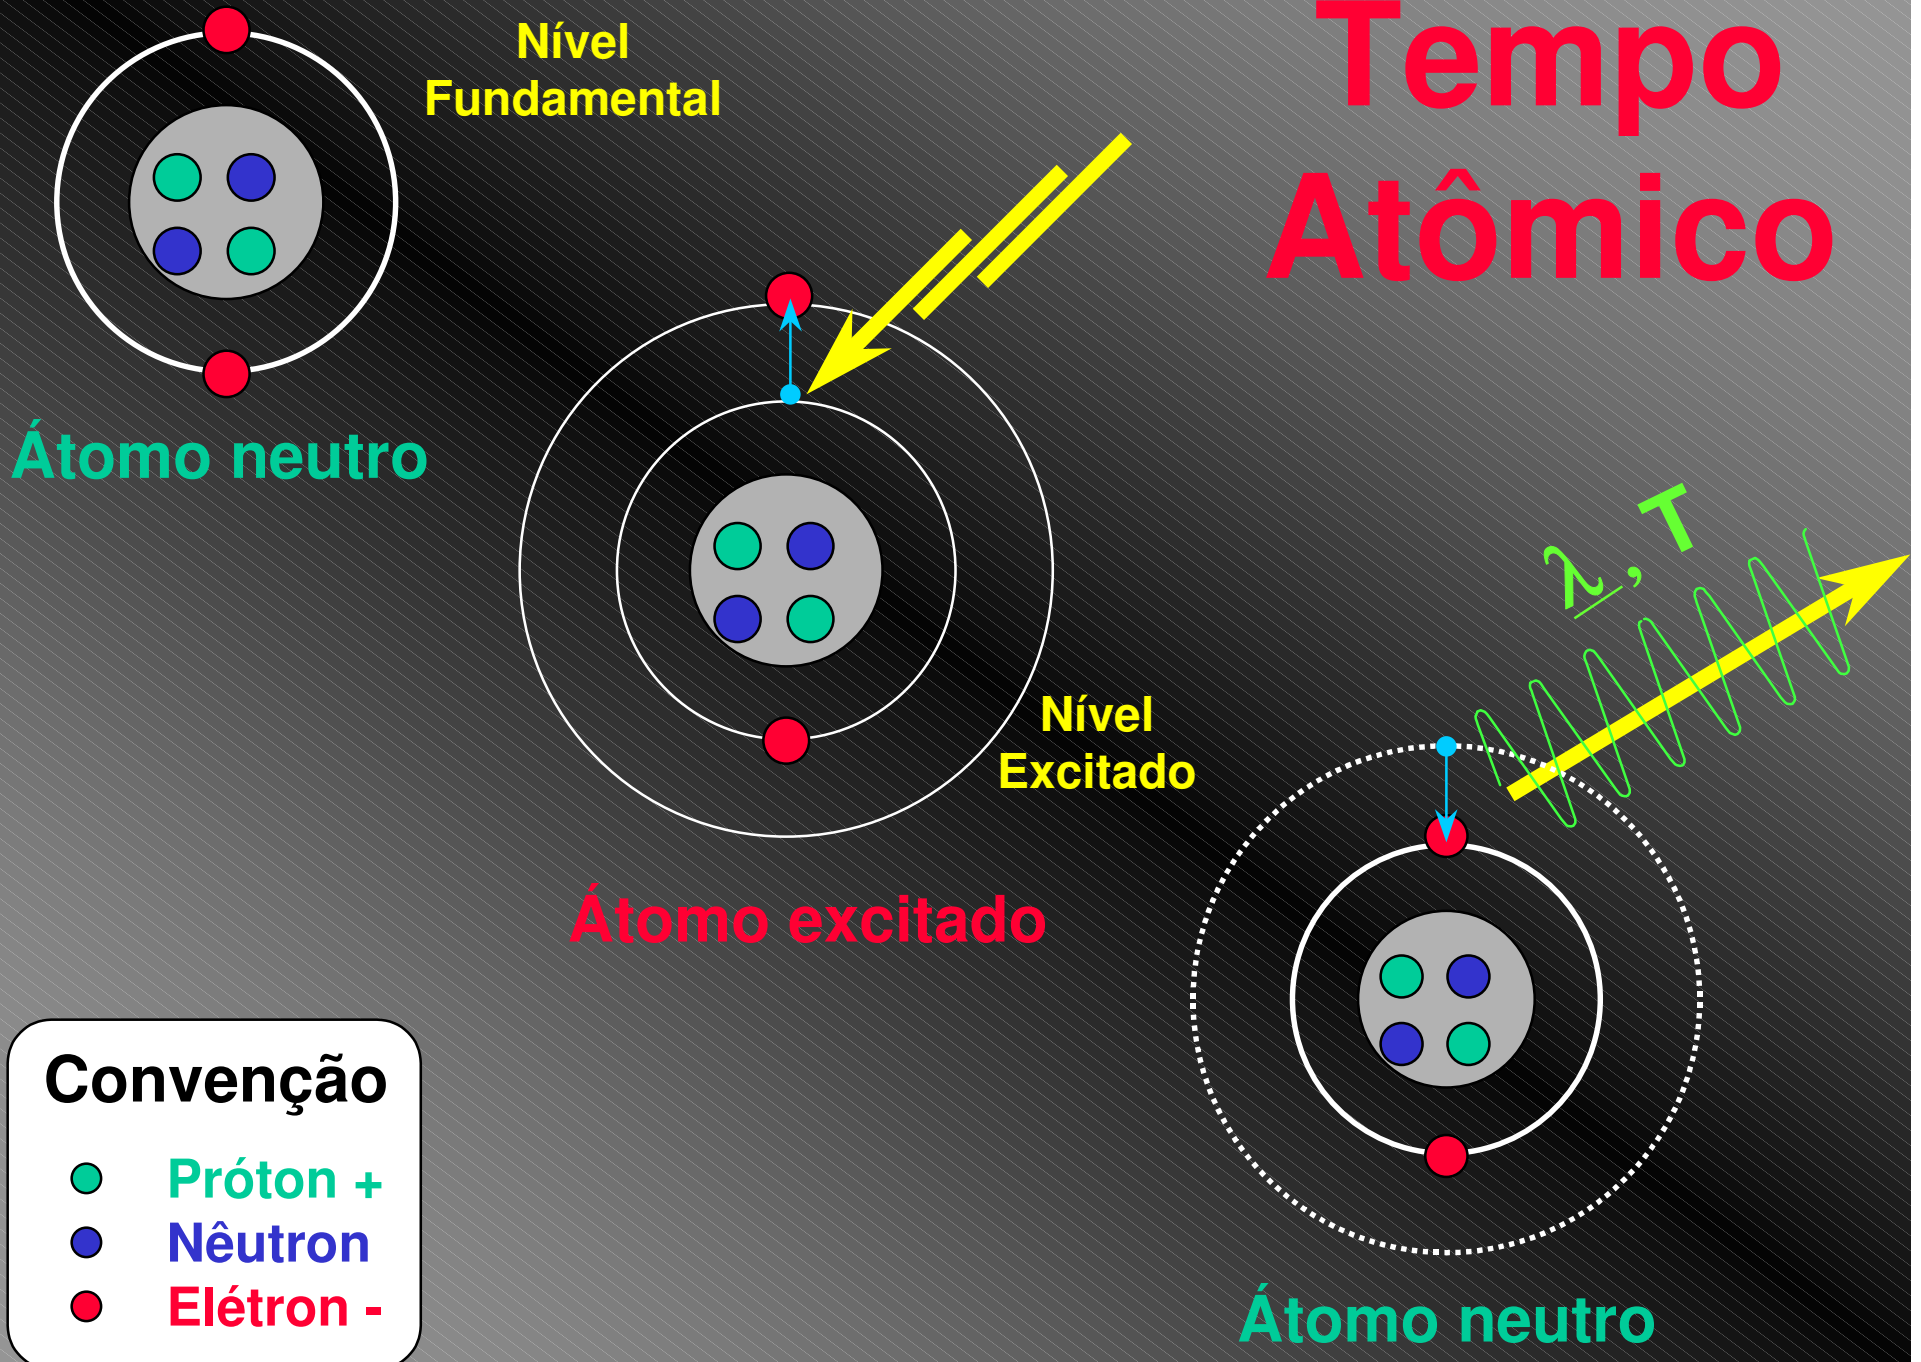 Tempo
Atômico
Nível
Fundamental
Átomo neutro
λ, T
Nível
Excitado
Átomo excitado
Convenção
Próton +
Nêutron
Elétron -
Átomo neutro